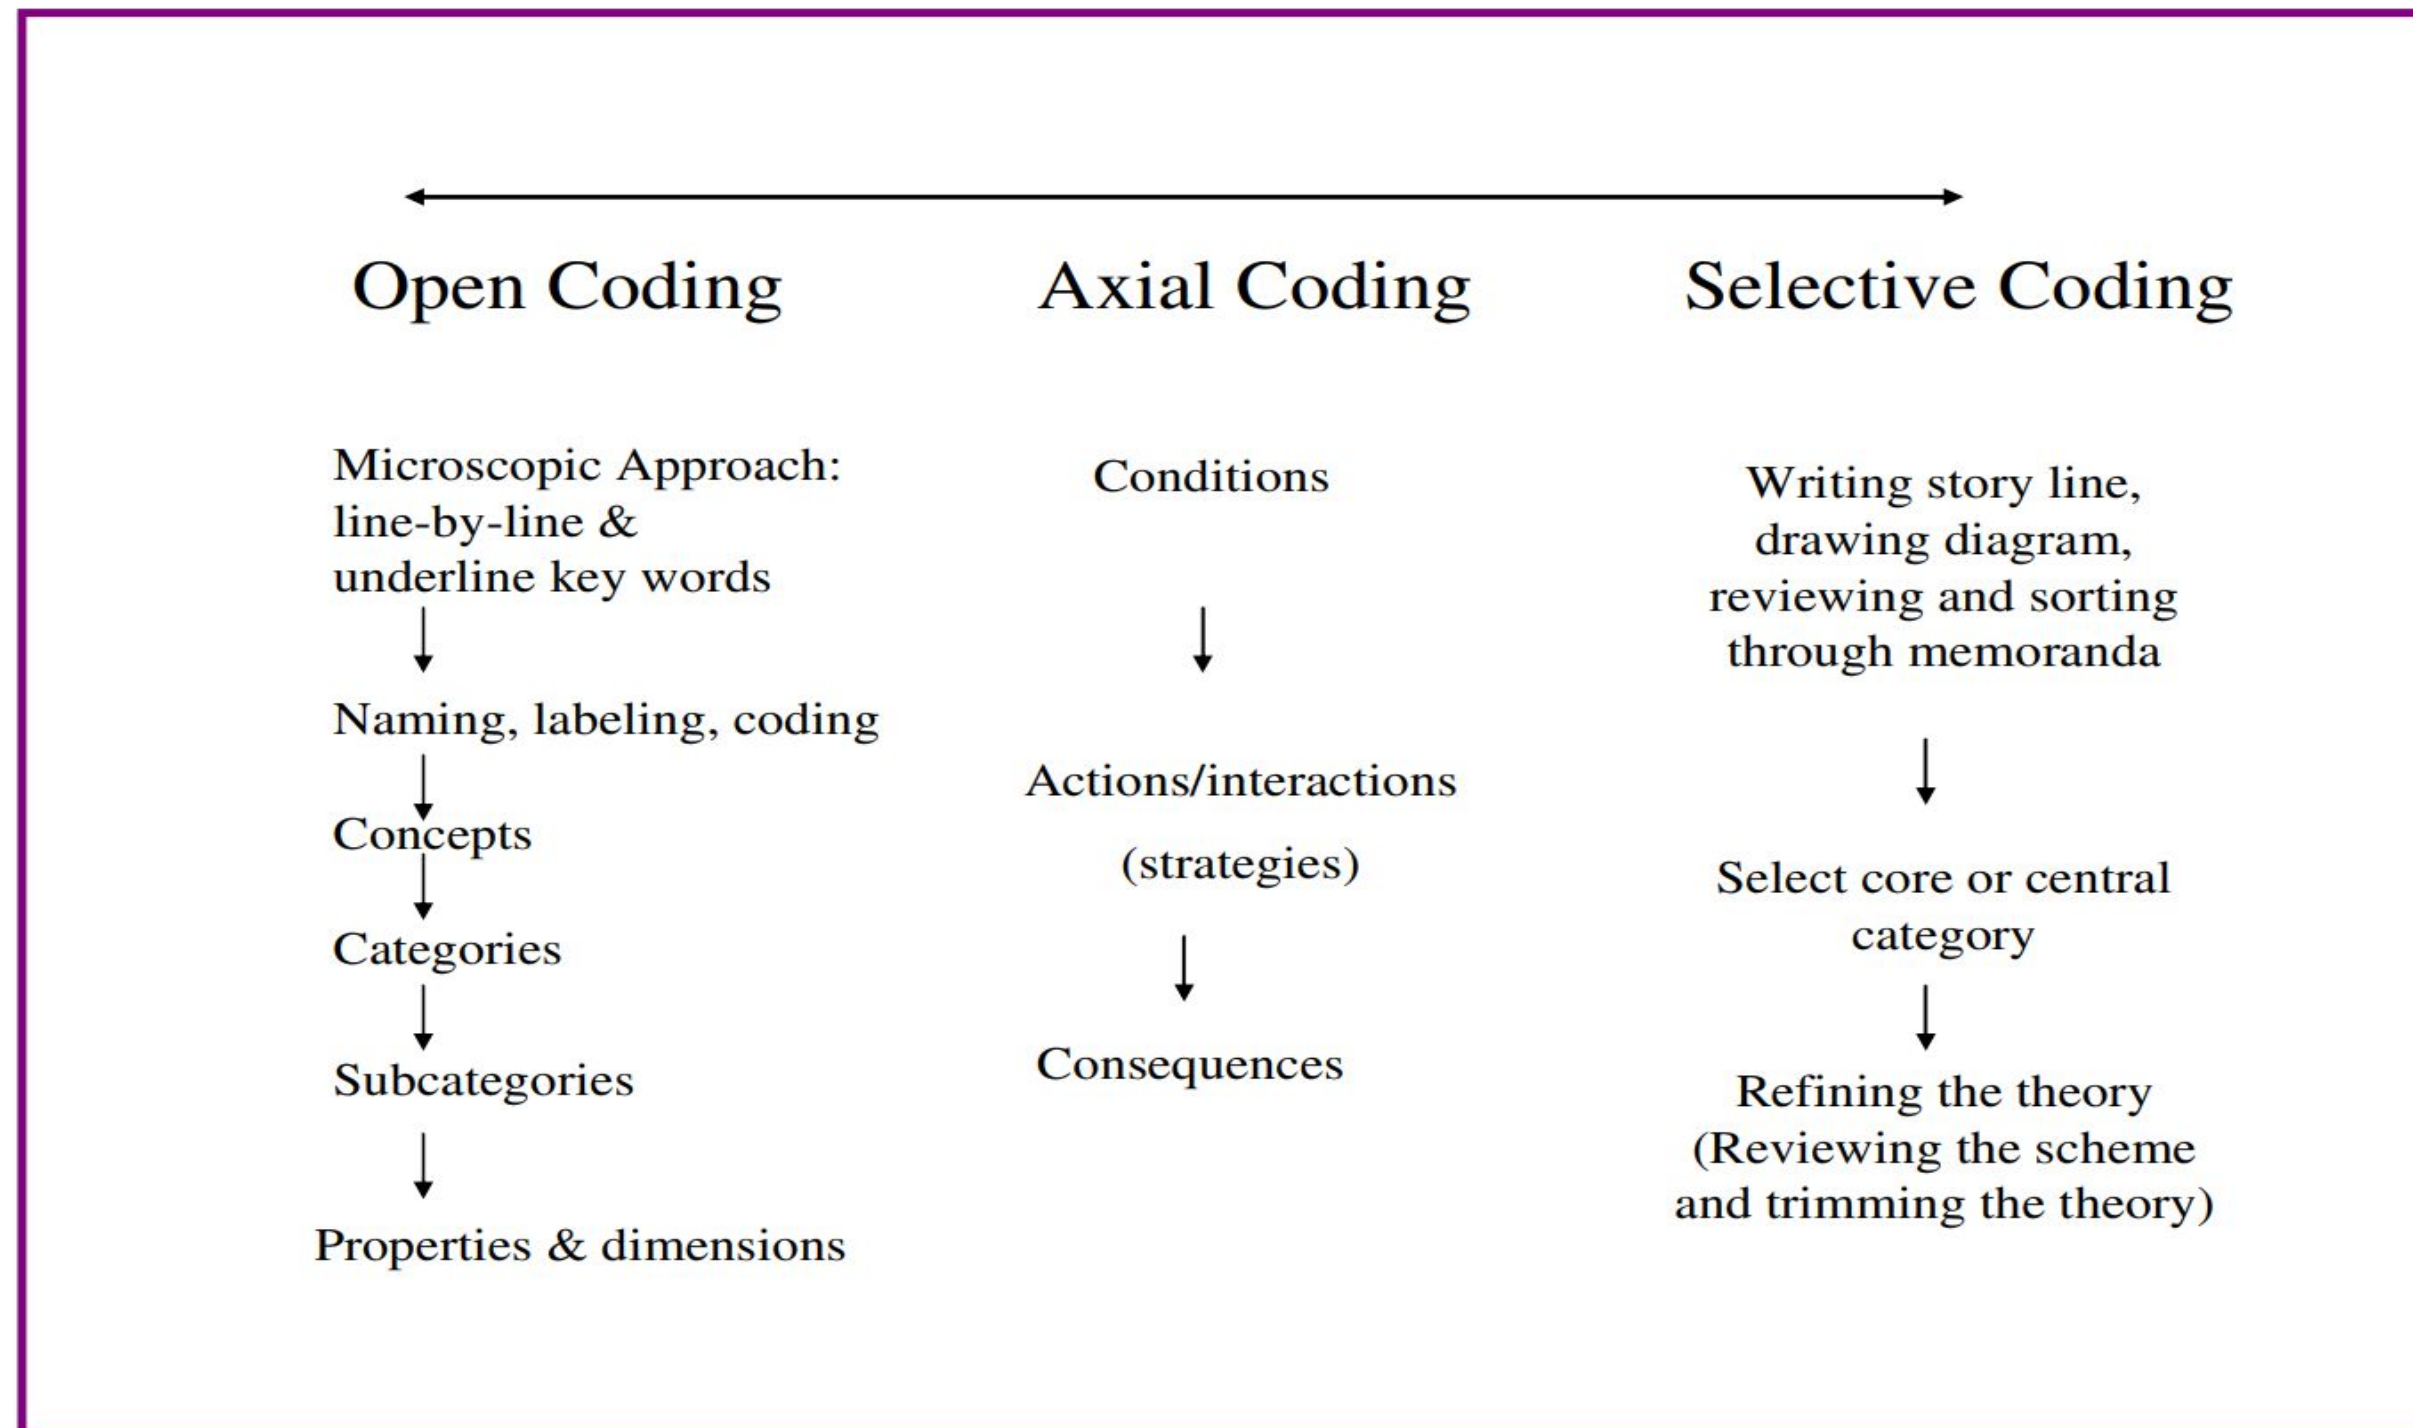 Open Coding
Axial Coding
Selective Coding
Microscopic Approach:
line-by-line &
underline key words
Naming, labeling, coding
Concepts
Categories
Subcategories
Properties & dimensions
Conditions
Actions/interactions
(strategies)
Consequences
Writing story line,
drawing diagram,
reviewing and sorting
through memoranda
Select core or central
category
Refining the theory
(Reviewing the scheme
and trimming the theory)